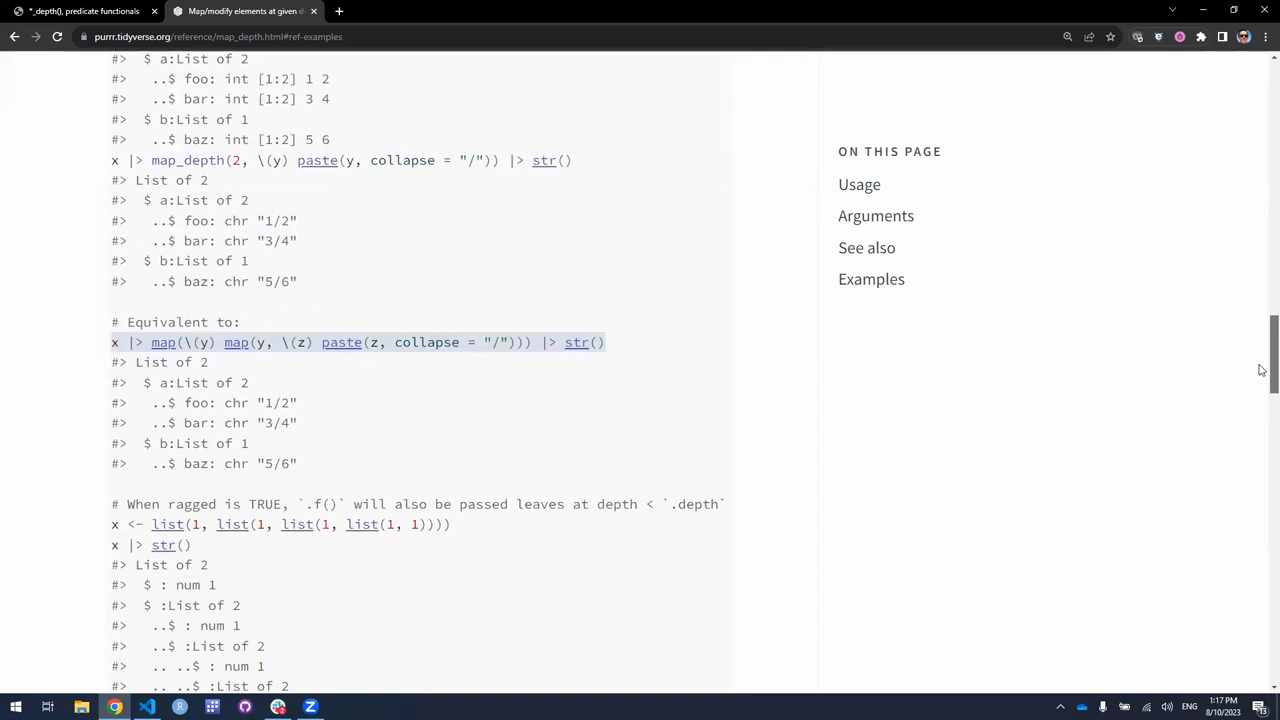 *_depth(), predicate functions
Map/modify elements at given d
purrr.tidyverse.org/reference/map_depth.html#ref-examples
#>  $ a:List of 2
#>   ..$ foo: int [1:2] 1 2
#>   ..$ bar: int [1:2] 3 4
#>  $ b:List of 1
#>   ..$ baz: int [1:2] 5 6
x |> map_depth(2, \(y) paste(y, collapse = "/")) |> str()
#> List of 2
#>  $ a:List of 2
#>   ..$ foo: chr "1/2"
#>   ..$ bar: chr "3/4"
#>  $ b:List of 1
#>   ..$ baz: chr "5/6"
# Equivalent to:
x |> map(\(y) map(y, \(z) paste(z, collapse = "/"))) |> str()
#> List of 2
#>  $ a:List of 2
#>   ..$ foo: chr "1/2"
#>   ..$ bar: chr "3/4"
#>  $ b:List of 1
#>   ..$ baz: chr "5/6"
# When ragged is TRUE, `.f()` will also be passed leaves at depth < `.depth`
x <- list(1, list(1, list(1, list(1, 1))))
x |> str()
#> List of 2
#>  $ : num 1
#>  $ :List of 2
#>   ..$ : num 1
#>   ..$ :List of 2
#>   .. ..$ : num 1
#>   .. ..$ :List of 2
ON THIS PAGE
Usage
Arguments
See also
Examples
ENG
1:17 PM
8/10/2023
13